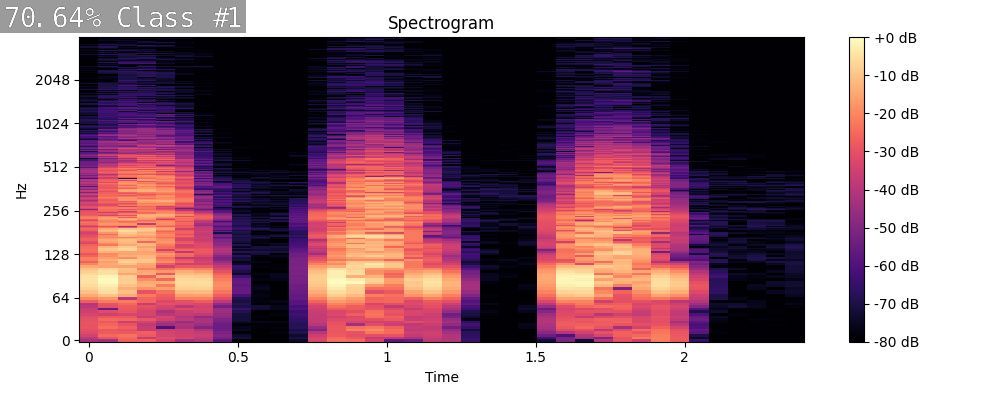 70.64% Class #1
Spectrogram
Hz
2048
1024
512
256
128
64
0
0
0.5
1
1.5
2
Time
+0 dB
-10 dB
-20 dB
-30 dB
-40 dB
-50 dB
-60 dB
-70 dB
-80 dB